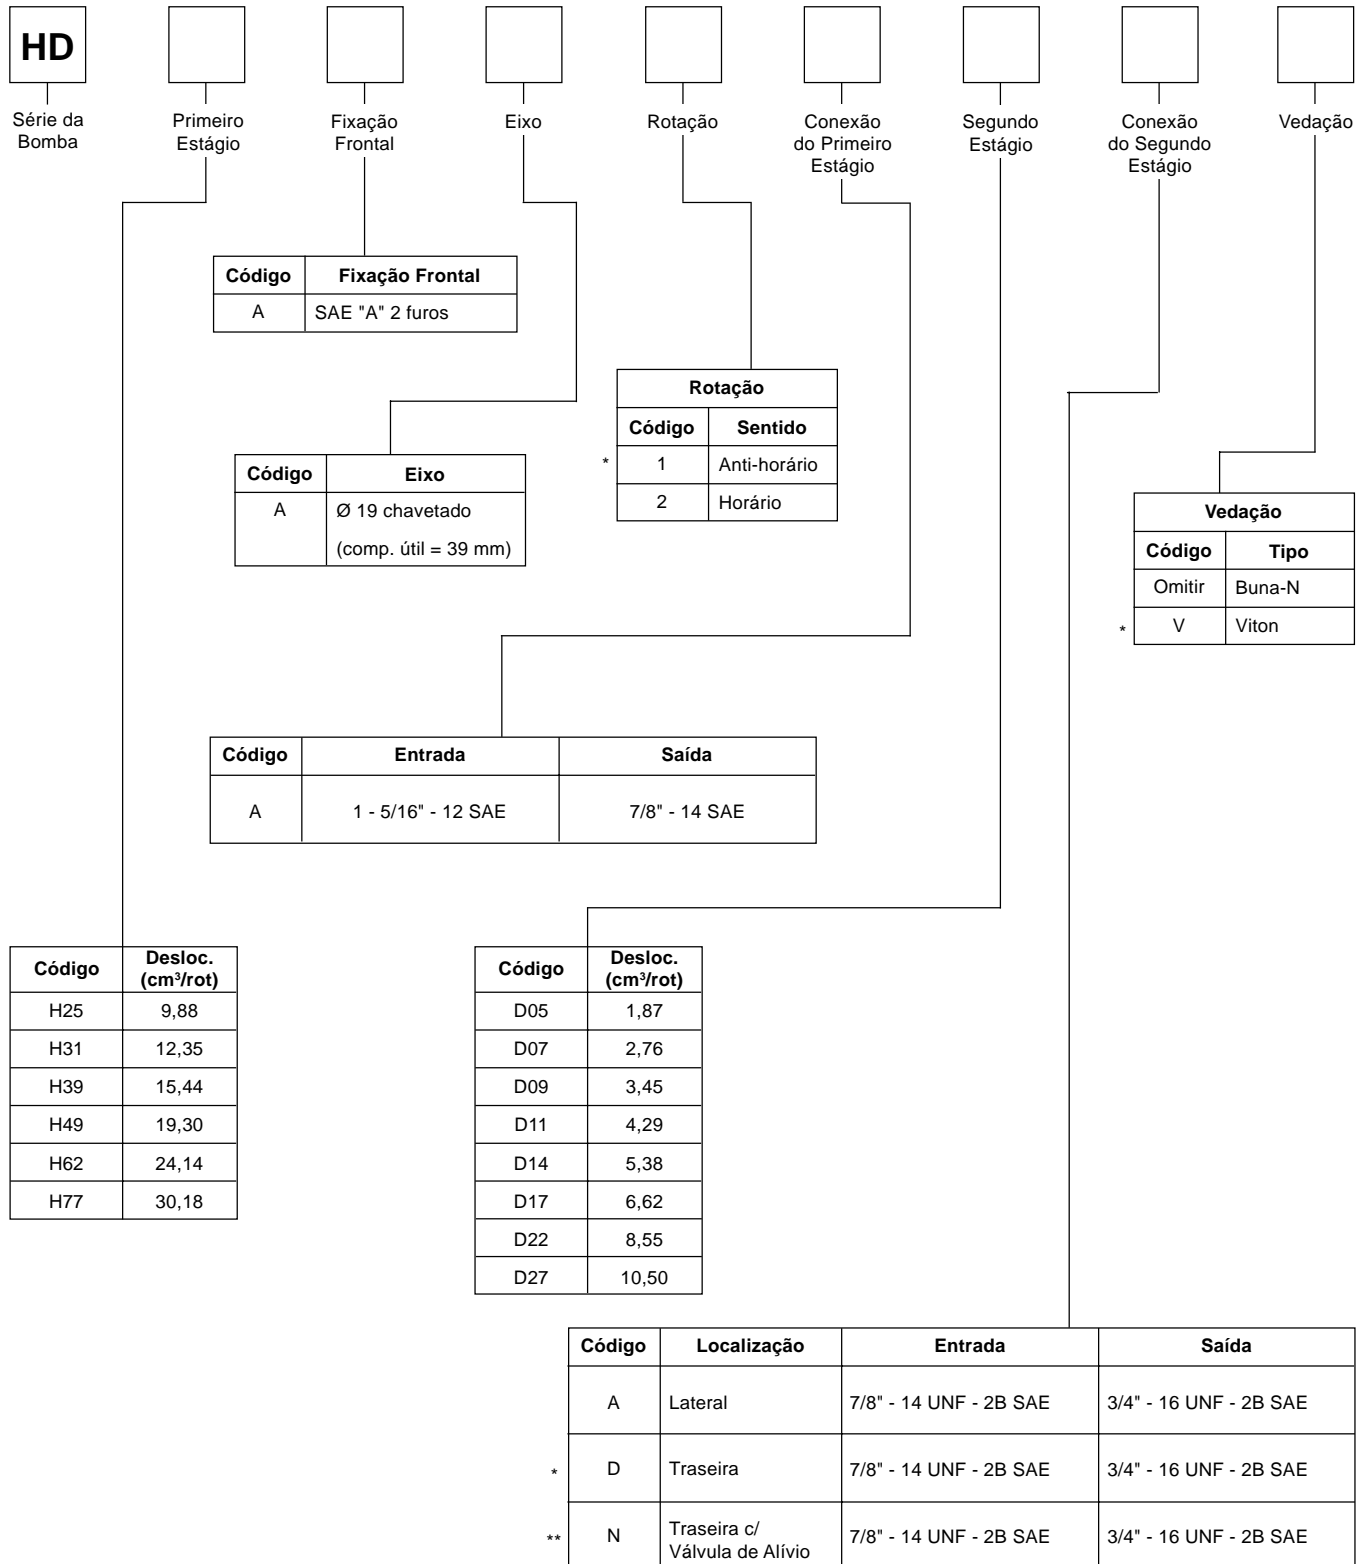 HD
Série da
Bomba
Primeiro
Estágio
Fixação
Frontal
Eixo
Rotação
Conexão
do Primeiro
Estágio
Segundo
Estágio
Conexão
do Segundo
Estágio
Vedação
Código Fixação Frontal
A SAE "A" 2 furos
Rotação
Código Sentido
* 1 Anti-horário
2 Horário
Código Eixo
A Ø 19 chavetado
(comp. útil = 39 mm)
Vedação
Código Tipo
Omitir Buna-N
* V Viton
Código Entrada Saída
A 1 - 5/16" - 12 SAE 7/8" - 14 SAE
Código Desloc.
(cm³/rot)
H25 9,88
H31 12,35
H39 15,44
H49 19,30
H62 24,14
H77 30,18
Código Desloc.
(cm³/rot)
D05 1,87
D07 2,76
D09 3,45
D11 4,29
D14 5,38
D17 6,62
D22 8,55
D27 10,50
Código Localização Entrada Saída
A Lateral 7/8" - 14 UNF - 2B SAE 3/4" - 16 UNF - 2B SAE
* D Traseira 7/8" - 14 UNF - 2B SAE 3/4" - 16 UNF - 2B SAE
** N Traseira c/
Válvula de Alívio 7/8" - 14 UNF - 2B SAE 3/4" - 16 UNF - 2B SAE